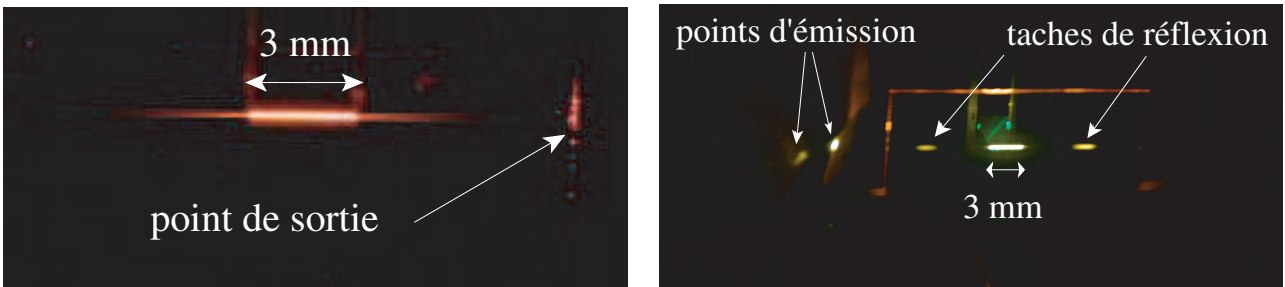 3 mm
point de sortie
points d'émission
taches de réflexion
3 mm